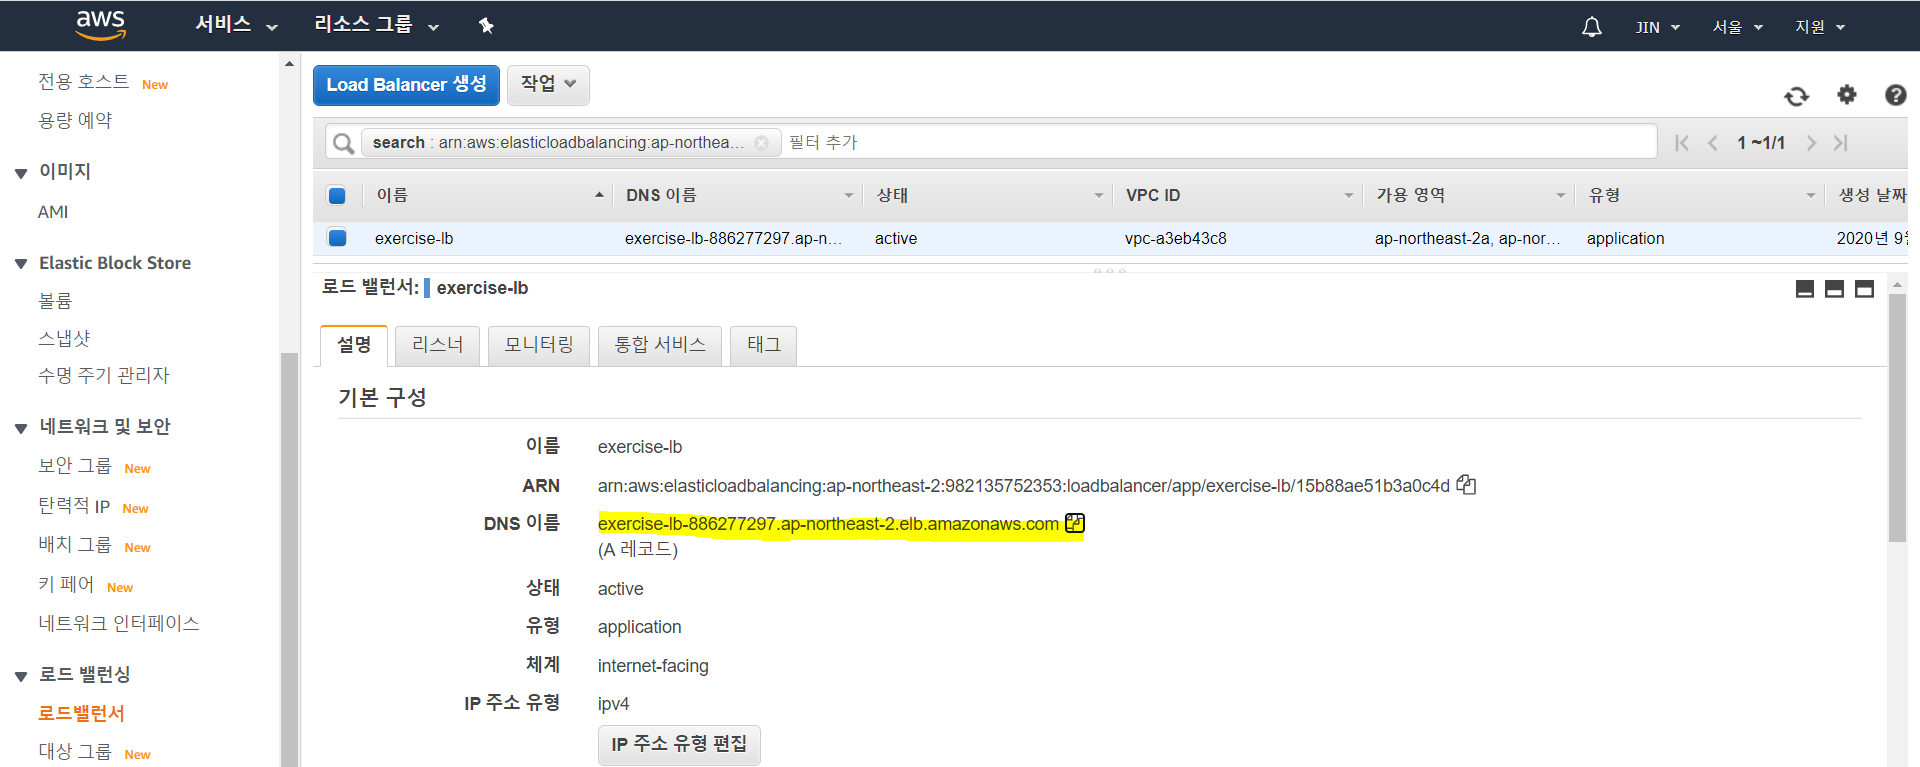 aws 서비스 리소스 그룹 JIN 서울 지원
전용 호스트 New
용량 예약
이미지
AMI
Elastic Block Store
볼륨
스냅샷
수명 주기 관리자
네트워크 및 보안
보안 그룹 New
탄력적 IP New
배치 그룹 New
키 페어 New
네트워크 인터페이스
로드 밸런싱
로드밸런서
대상 그룹 New
Load Balancer 생성 작업
search : arn:aws:elasticloadbalancing:ap-northea... 필터 추가 1 ~1/1
이름 DNS 이름 상태 VPC ID 가용 영역 유형 생성 날짜
exercise-lb exercise-lb-886277297.ap-n... active vpc-a3eb43c8 ap-northeast-2a, ap-nor... application 2020년 9월
로드 밸런서: exercise-lb
설명 리스너 모니터링 통합 서비스 태그
기본 구성
이름 exercise-lb
ARN arn:aws:elasticloadbalancing:ap-northeast-2:982135752353:loadbalancer/app/exercise-lb/15b88ae51b3a0c4d
DNS 이름 exercise-lb-886277297.ap-northeast-2.elb.amazonaws.com
(A 레코드)
상태 active
유형 application
체계 internet-facing
IP 주소 유형 ipv4
IP 주소 유형 편집